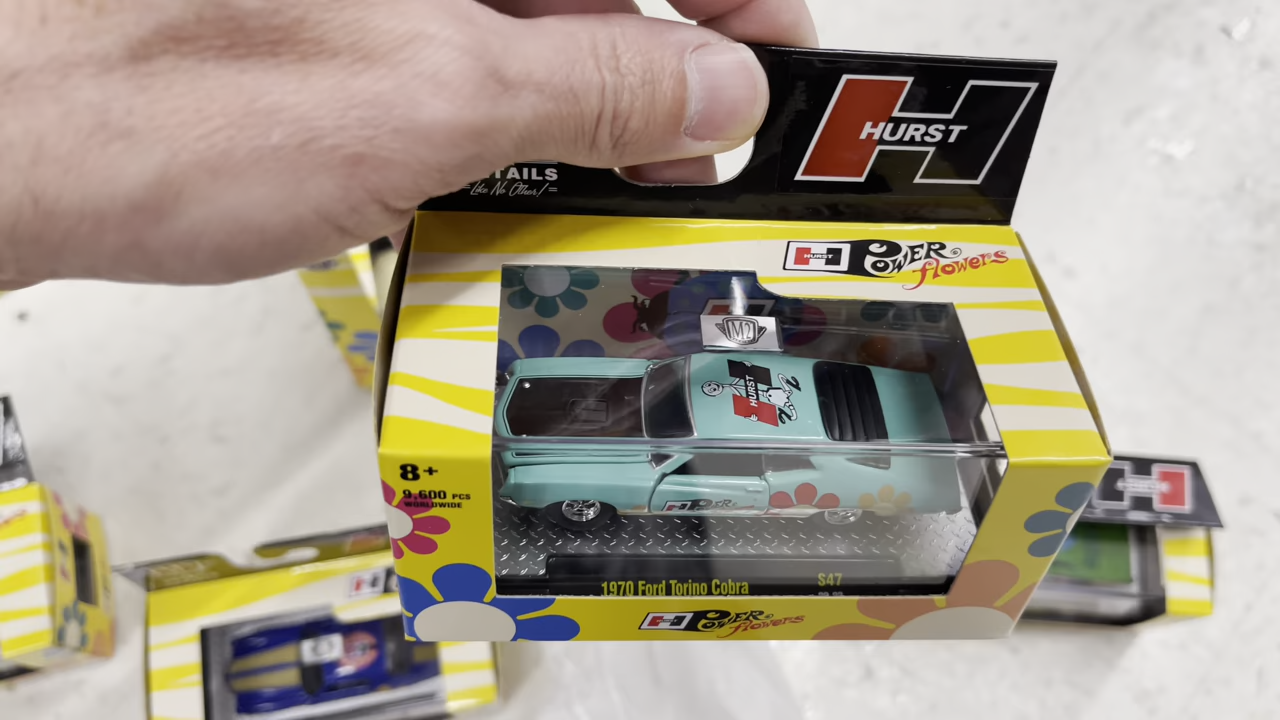 HURST
TAILS
Like No Other!
HURST
POWER
flowers
M2
HURST
8+
9,600 PCS
WORLDWIDE
1970 Ford Torino Cobra
S47
POWER
flowers